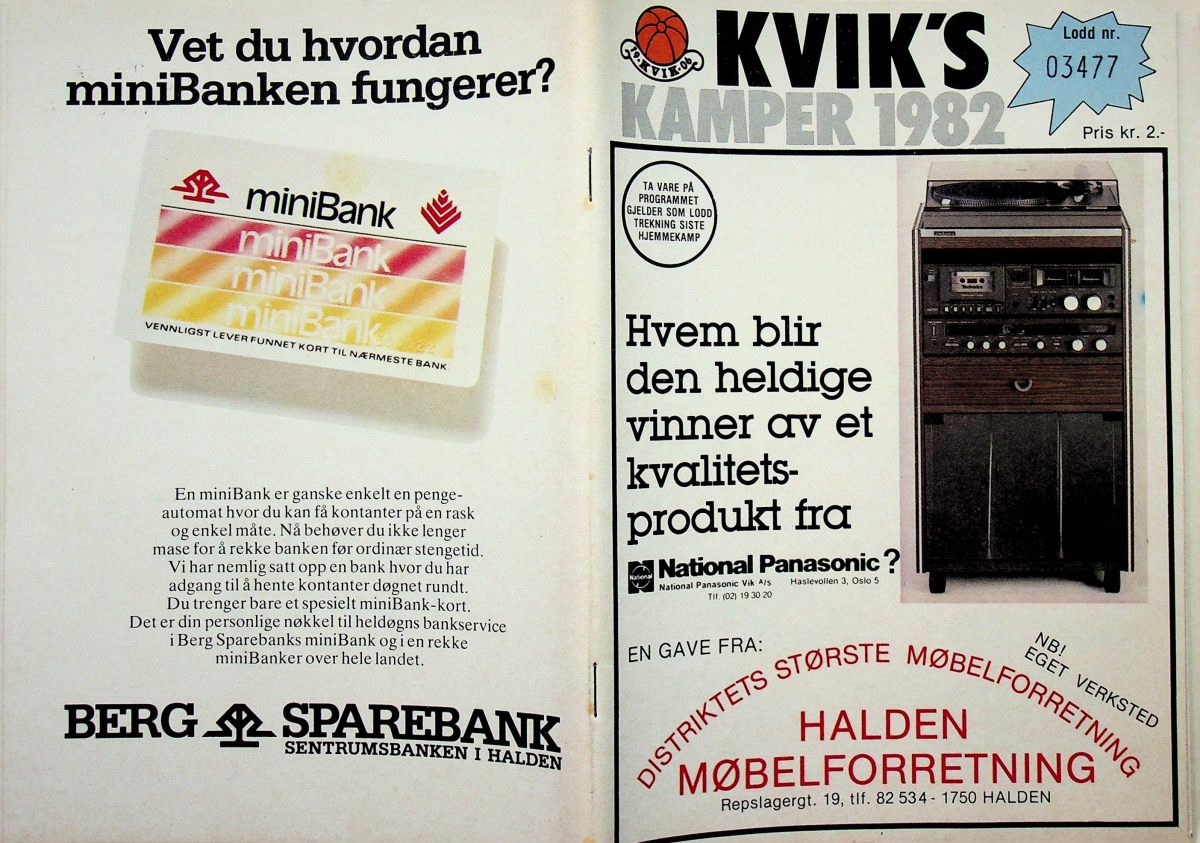 Vet du hvordan
miniBanken fungerer?
miniBank
miniBank
miniBank
miniBank
VENNLIGST LEVER FUNNET KORT TIL NÆRMESTE BANK
En miniBank er ganske enkelt en penge-
automat hvor du kan få kontanter på en rask
og enkel måte. Nå behøver du ikke lenger
mase for å rekke banken før ordinær stengetid.
Vi har nemlig satt opp en bank hvor du har
adgang til å hente kontanter døgnet rundt.
Du trenger bare et spesielt miniBank-kort.
Det er din personlige nøkkel til heldøgns bankservice
i Berg Sparebanks miniBank og i en rekke
miniBanker over hele landet.
BERG SPAREBANK
SENTRUMSBANKEN I HALDEN
19·KVIK·06
KVIK'S
KAMPER 1982
Lodd nr.
03477
Pris kr. 2.-
TA VARE PÅ
PROGRAMMET
GJELDER SOM LODD
TREKNING SISTE
HJEMMEKAMP
Technics
Hvem blir
den heldige
vinner av et
kvalitets-
produkt fra
National
National Panasonic?
National Panasonic Vik A/s Haslevollen 3, Oslo 5
Tlf. (02) 19 30 20
EN GAVE FRA:
NB!
EGET VERKSTED
DISTRIKTETS STØRSTE MØBELFORRETNING
HALDEN
MØBELFORRETNING
Repslagergt. 19, tlf. 82 534 - 1750 HALDEN